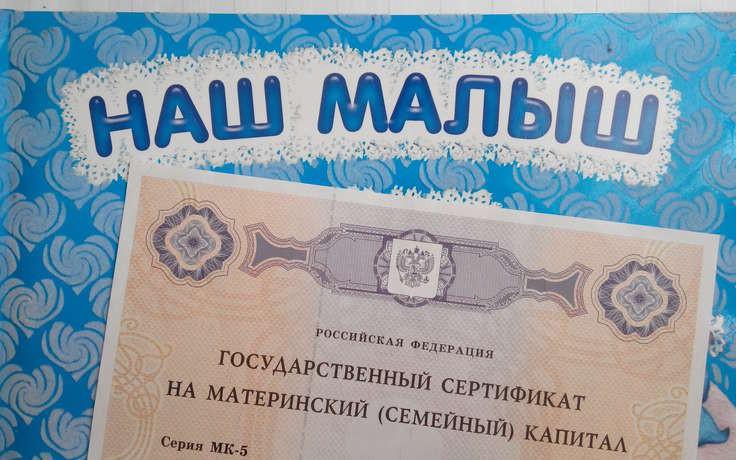 НАШ МАЛЫШ
РОССИЙСКАЯ ФЕДЕРАЦИЯ
ГОСУДАРСТВЕННЫЙ СЕРТИФИКАТ
НА МАТЕРИНСКИЙ (СЕМЕЙНЫЙ) КАПИТАЛ
Серия МК-5